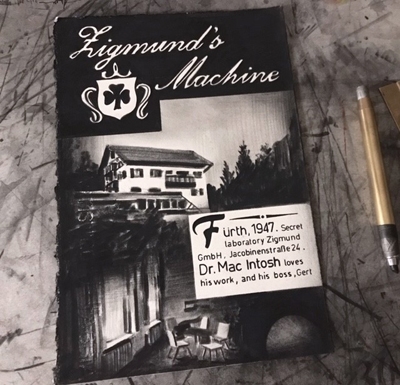 Zigmund's
Machine
Fürth, 1947. Secret
laboratory Zigmund
GmbH. Jacobinenstraße 24.
Dr. Mac Intosh loves
his work, and his boss, Gert